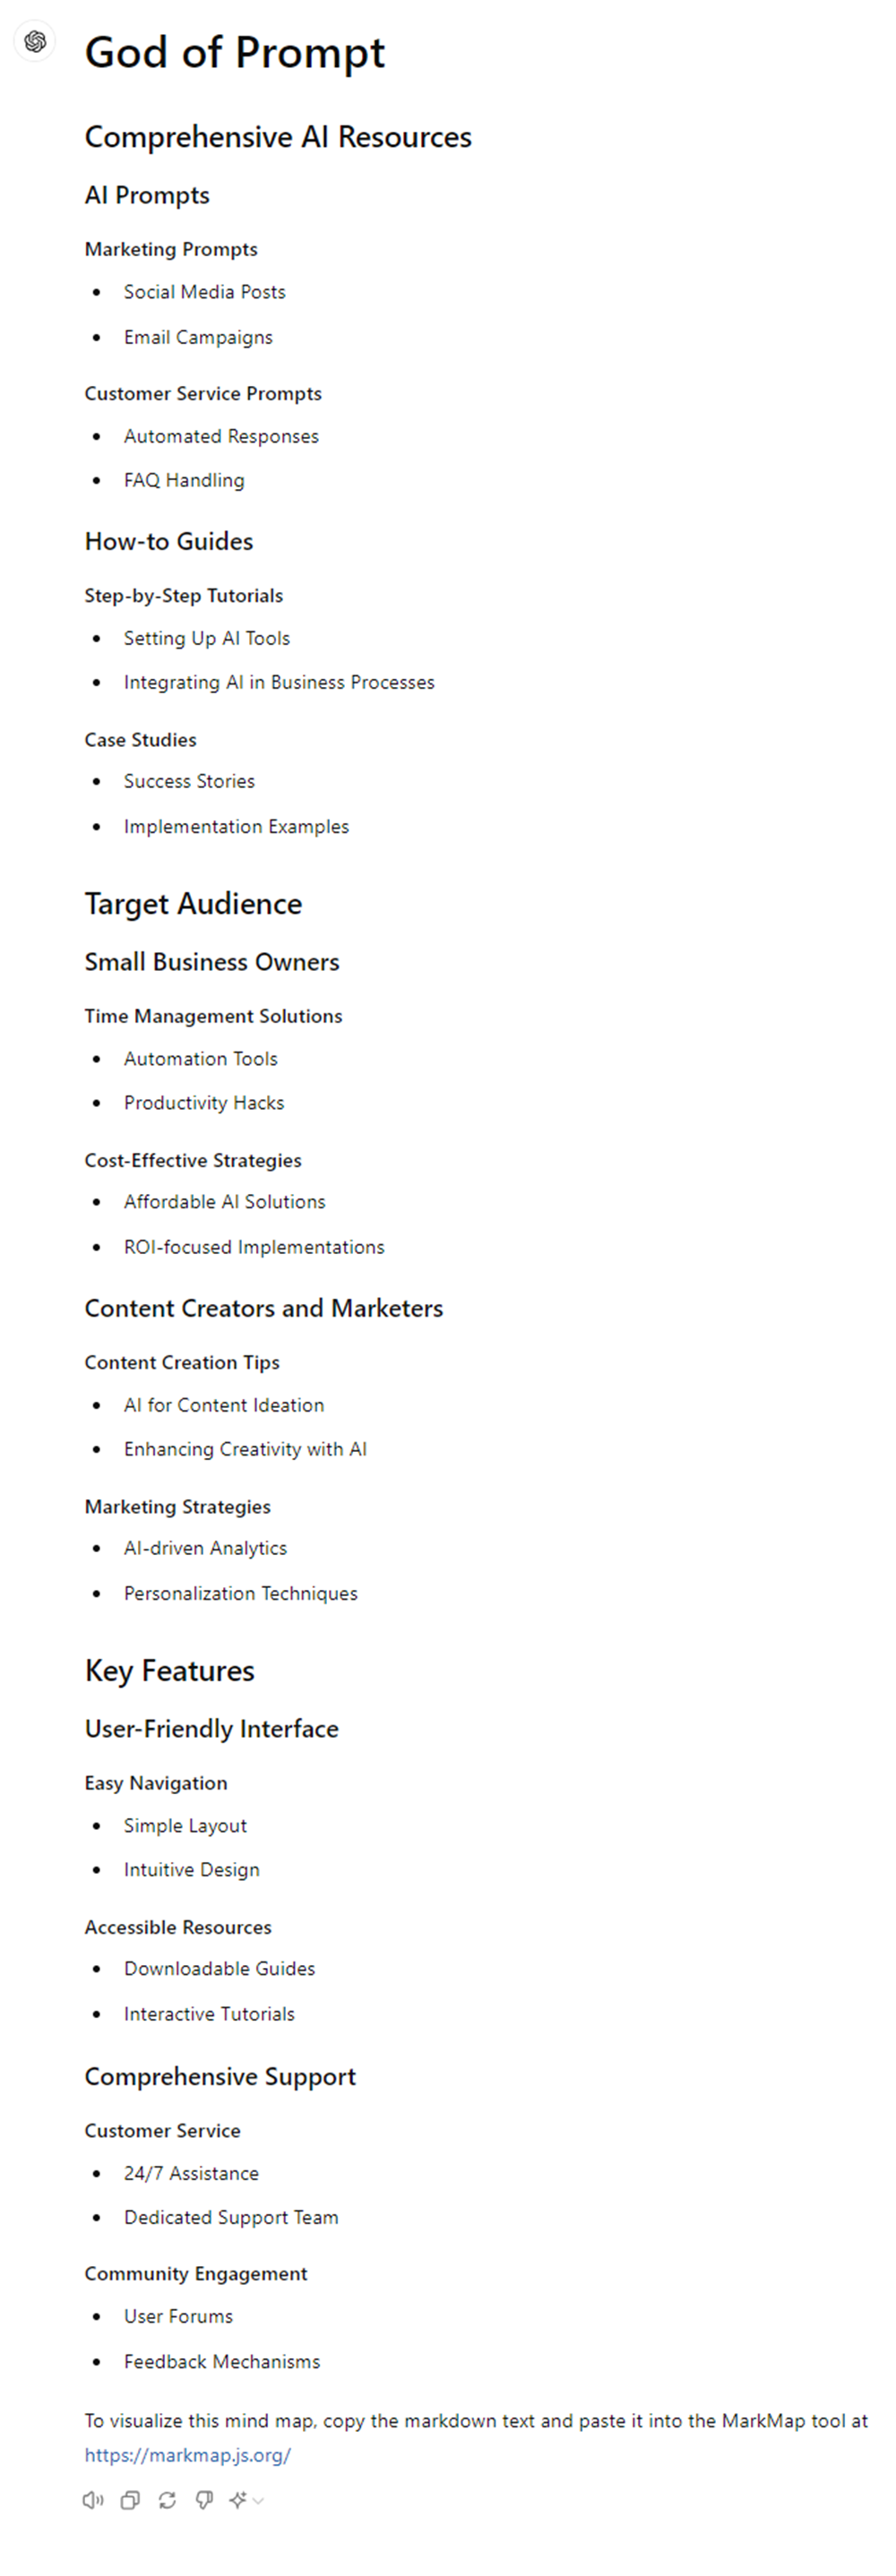 God of Prompt
Comprehensive AI Resources
AI Prompts
Marketing Prompts
Social Media Posts
Email Campaigns
Customer Service Prompts
Automated Responses
FAQ Handling
How-to Guides
Step-by-Step Tutorials
Setting Up AI Tools
Integrating AI in Business Processes
Case Studies
Success Stories
Implementation Examples
Target Audience
Small Business Owners
Time Management Solutions
Automation Tools
Productivity Hacks
Cost-Effective Strategies
Affordable AI Solutions
ROI-focused Implementations
Content Creators and Marketers
Content Creation Tips
AI for Content Ideation
Enhancing Creativity with AI
Marketing Strategies
AI-driven Analytics
Personalization Techniques
Key Features
User-Friendly Interface
Easy Navigation
Simple Layout
Intuitive Design
Accessible Resources
Downloadable Guides
Interactive Tutorials
Comprehensive Support
Customer Service
24/7 Assistance
Dedicated Support Team
Community Engagement
User Forums
Feedback Mechanisms
To visualize this mind map, copy the markdown text and paste it into the MarkMap tool at
https://markmap.js.org/